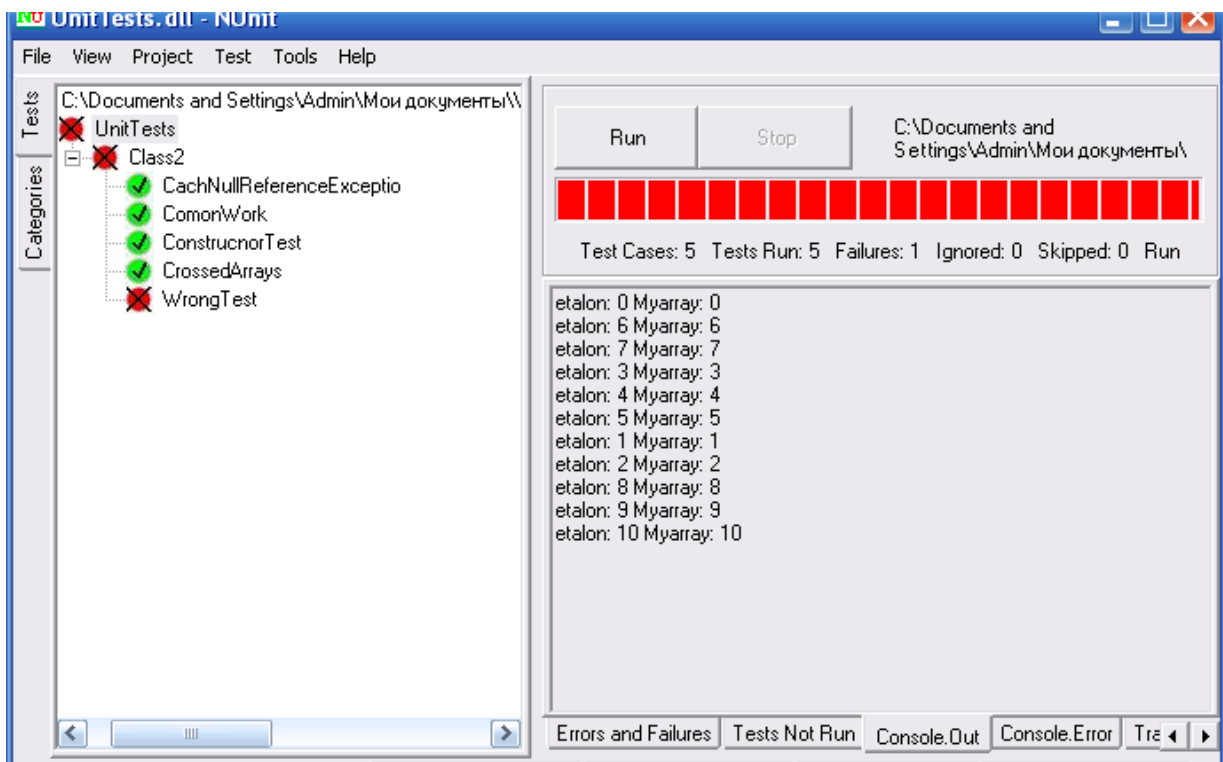 UnitTests.dll - NUnit
File View Project Test Tools Help
Tests
Categories
C:\Documents and Settings\Admin\Мои документы\\
UnitTests
Class2
CachNullReferenceExceptio
ComonWork
ConstrucnorTest
CrossedArrays
WrongTest
Run Stop
C:\Documents and
Settings\Admin\Мои документы\
Test Cases: 5 Tests Run: 5 Failures: 1 Ignored: 0 Skipped: 0 Run
etalon: 0 Myarray: 0
etalon: 6 Myarray: 6
etalon: 7 Myarray: 7
etalon: 3 Myarray: 3
etalon: 4 Myarray: 4
etalon: 5 Myarray: 5
etalon: 1 Myarray: 1
etalon: 2 Myarray: 2
etalon: 8 Myarray: 8
etalon: 9 Myarray: 9
etalon: 10 Myarray: 10
Errors and Failures Tests Not Run Console.Out Console.Error